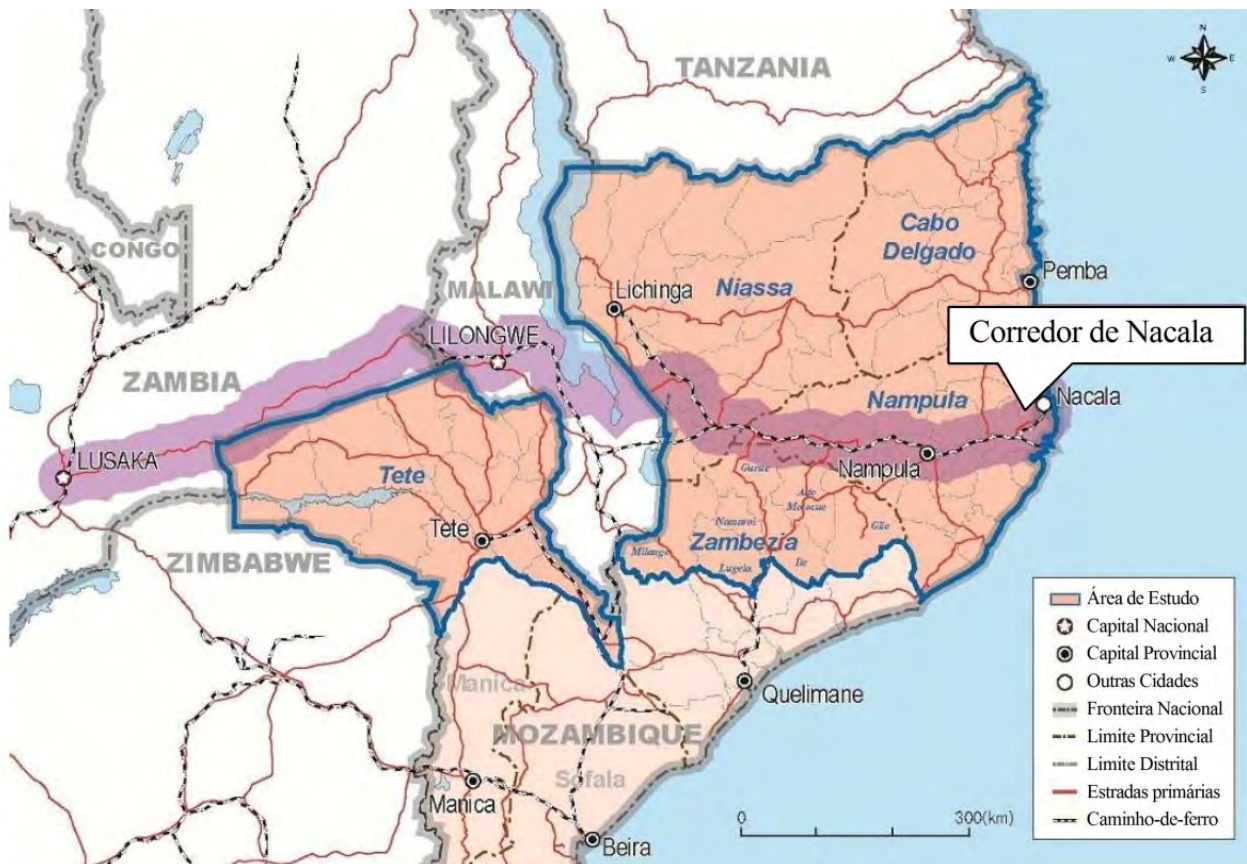 N
W
E
S
TANZANIA
CONGO
Cabo
Delgado
Pemba
MALAWI
Lichinga
Niassa
Corredor de Nacala
LILONGWE
ZAMBIA
Nampula
Nacala
LUSAKA
Nampula
Gurúe
Tete
Alto
Molocue
Tete
Namaroi
Gile
ZIMBABWE
Milange
Zambezia
Lugela
Ile
Área de Estudo
Capital Nacional
Capital Provincial
Outras Cidades
Fronteira Nacional
Limite Provincial
Limite Distrital
Estradas primárias
Caminho-de-ferro
Manica
Quelimane
MOZAMBIQUE
Sofala
Manica
0
300(km)
Beira